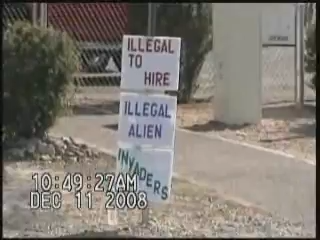 ILLEGAL
TO
HIRE
ILLEGAL
ALIEN
INVADERS
10:49:27AM
DEC 11 2008